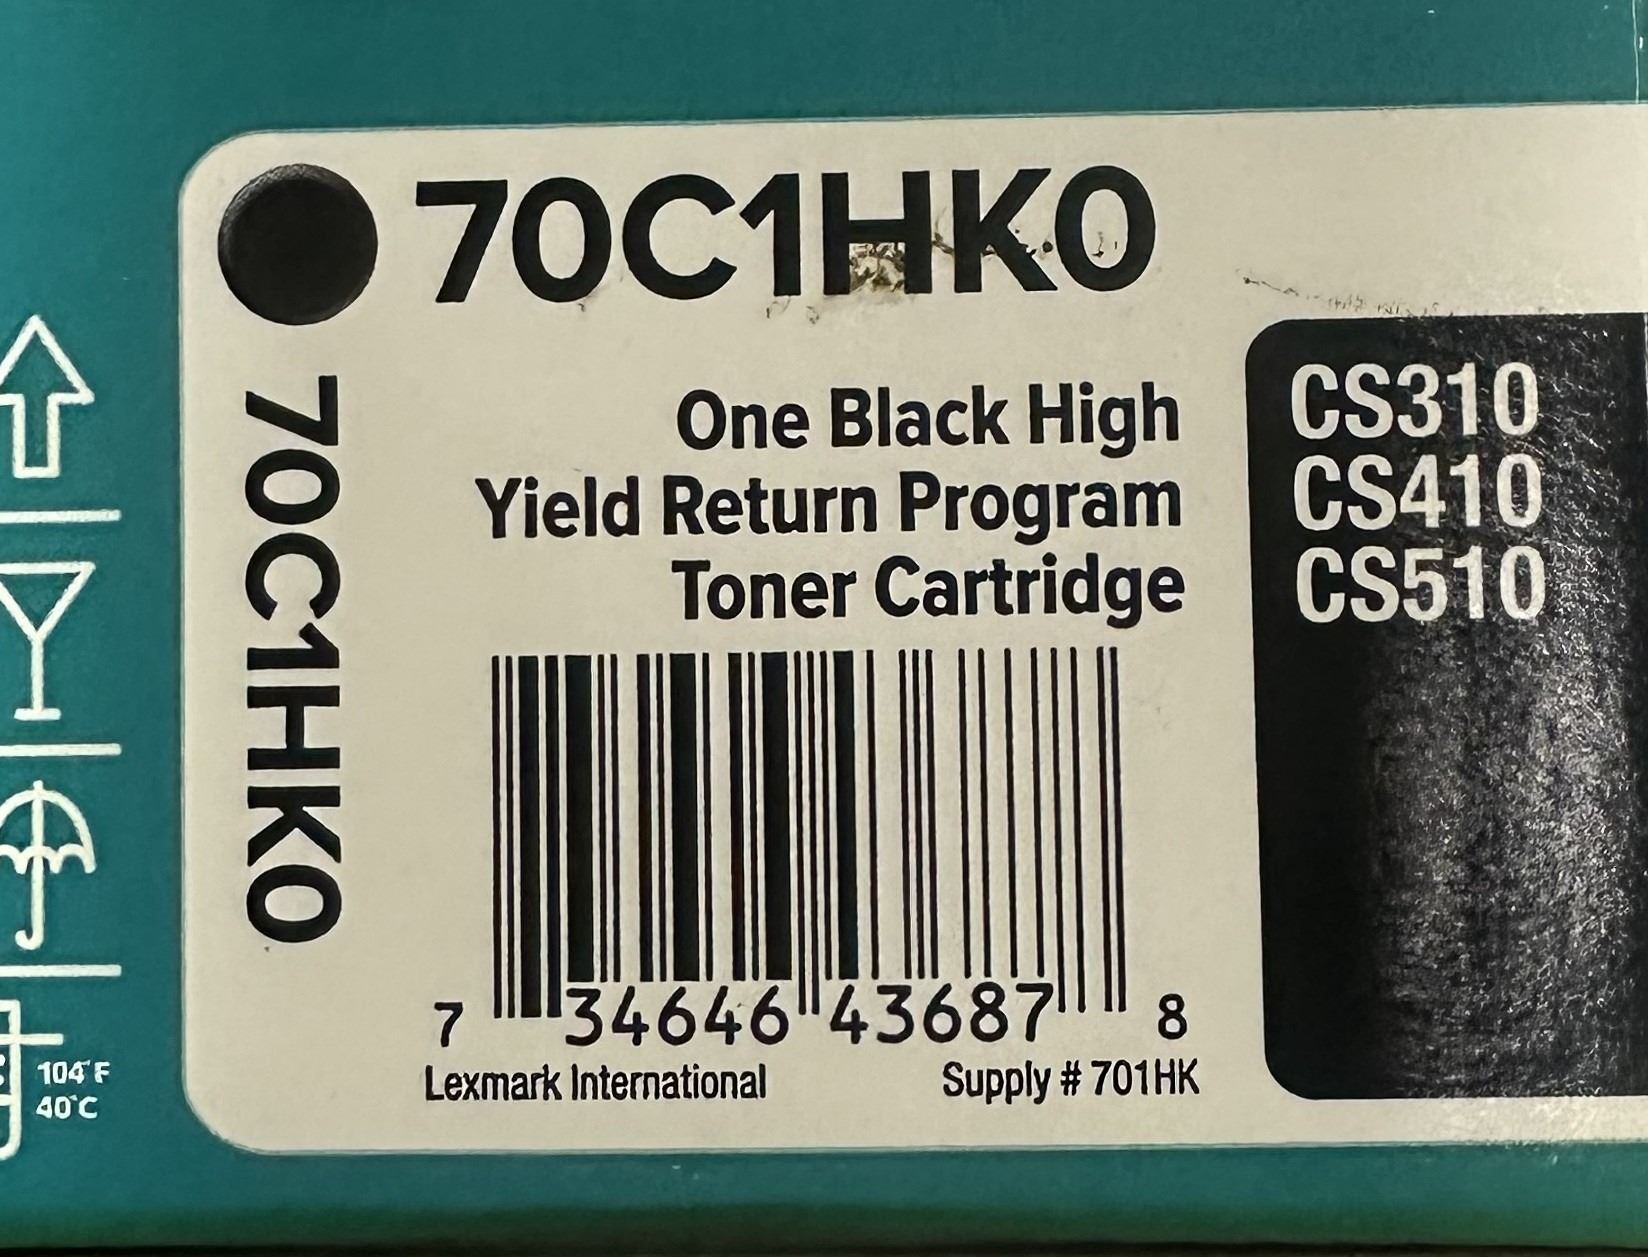 70C1HK0
70C1HK0
One Black High
Yield Return Program
Toner Cartridge
7 34646 43687 8
Lexmark International
Supply # 701HK
CS310
CS410
CS510
104°F
40°C